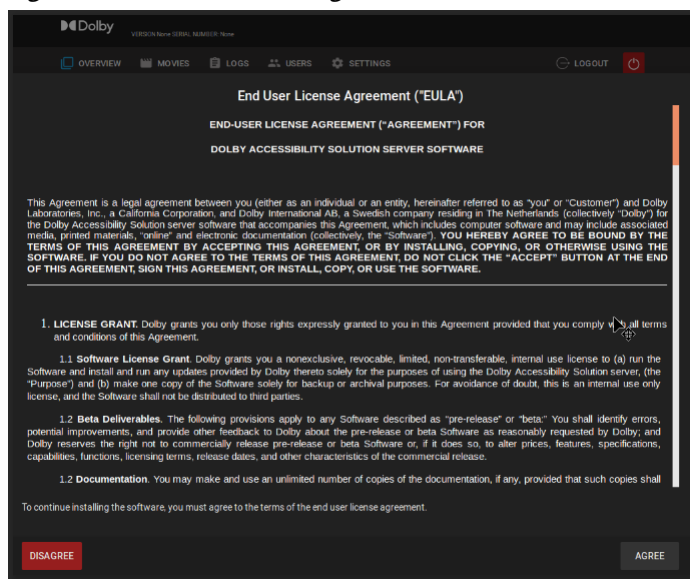 Dolby VERSION None SERIAL NUMBER: None
OVERVIEW MOVIES LOGS USERS SETTINGS LOGOUT
End User License Agreement ("EULA")
END-USER LICENSE AGREEMENT ("AGREEMENT") FOR
DOLBY ACCESSIBILITY SOLUTION SERVER SOFTWARE
This Agreement is a legal agreement between you (either as an individual or an entity, hereinafter referred to as "you" or "Customer") and Dolby
Laboratories, Inc., a California Corporation, and Dolby International AB, a Swedish company residing in The Netherlands (collectively "Dolby") for
the Dolby Accessibility Solution server software that accompanies this Agreement, which includes computer software and may include associated
media, printed materials, "online" and electronic documentation (collectively, the "Software"). YOU HEREBY AGREE TO BE BOUND BY THE
TERMS OF THIS AGREEMENT BY ACCEPTING THIS AGREEMENT, OR BY INSTALLING, COPYING, OR OTHERWISE USING THE
SOFTWARE. IF YOU DO NOT AGREE TO THE TERMS OF THIS AGREEMENT, DO NOT CLICK THE "ACCEPT" BUTTON AT THE END
OF THIS AGREEMENT, SIGN THIS AGREEMENT, OR INSTALL, COPY, OR USE THE SOFTWARE.
1. LICENSE GRANT. Dolby grants you only those rights expressly granted to you in this Agreement provided that you comply all terms
and conditions of this Agreement.
1.1 Software License Grant. Dolby grants you a nonexclusive, revocable, limited, non-transferable, internal use license to (a) run the
Software and install and run any updates provided by Dolby thereto solely for the purposes of using the Dolby Accessibility Solution server, (the
"Purpose") and (b) make one copy of the Software solely for backup or archival purposes. For avoidance of doubt, this is an internal use only
license, and the Software shall not be distributed to third parties.
1.2 Beta Deliverables. The following provisions apply to any Software described as "pre-release" or "beta:" You shall identify errors,
potential improvements, and provide other feedback to Dolby about the pre-release or beta Software as reasonably requested by Dolby; and
Dolby reserves the right not to commercially release pre-release or beta Software or, if it does so, to alter prices, features, specifications,
capabilities, functions, licensing terms, release dates, and other characteristics of the commercial release.
1.2 Documentation. You may make and use an unlimited number of copies of the documentation, if any, provided that such copies shall
To continue installing the software, you must agree to the terms of the end user license agreement.
DISAGREE AGREE